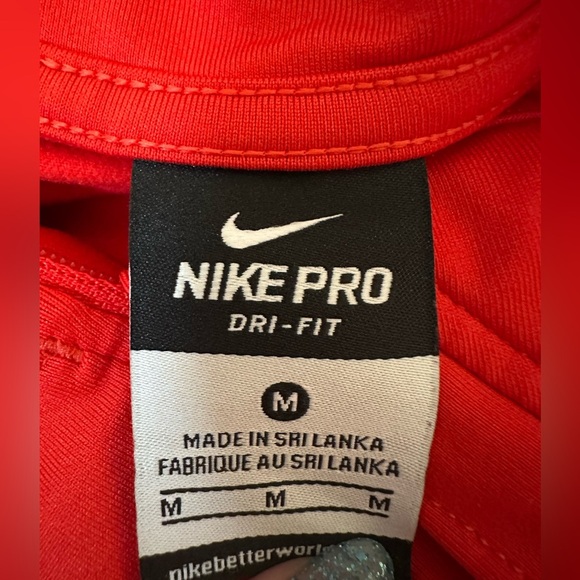 NIKE PRO
DRI-FIT
M
MADE IN SRI LANKA
FABRIQUE AU SRI LANKA
M M M